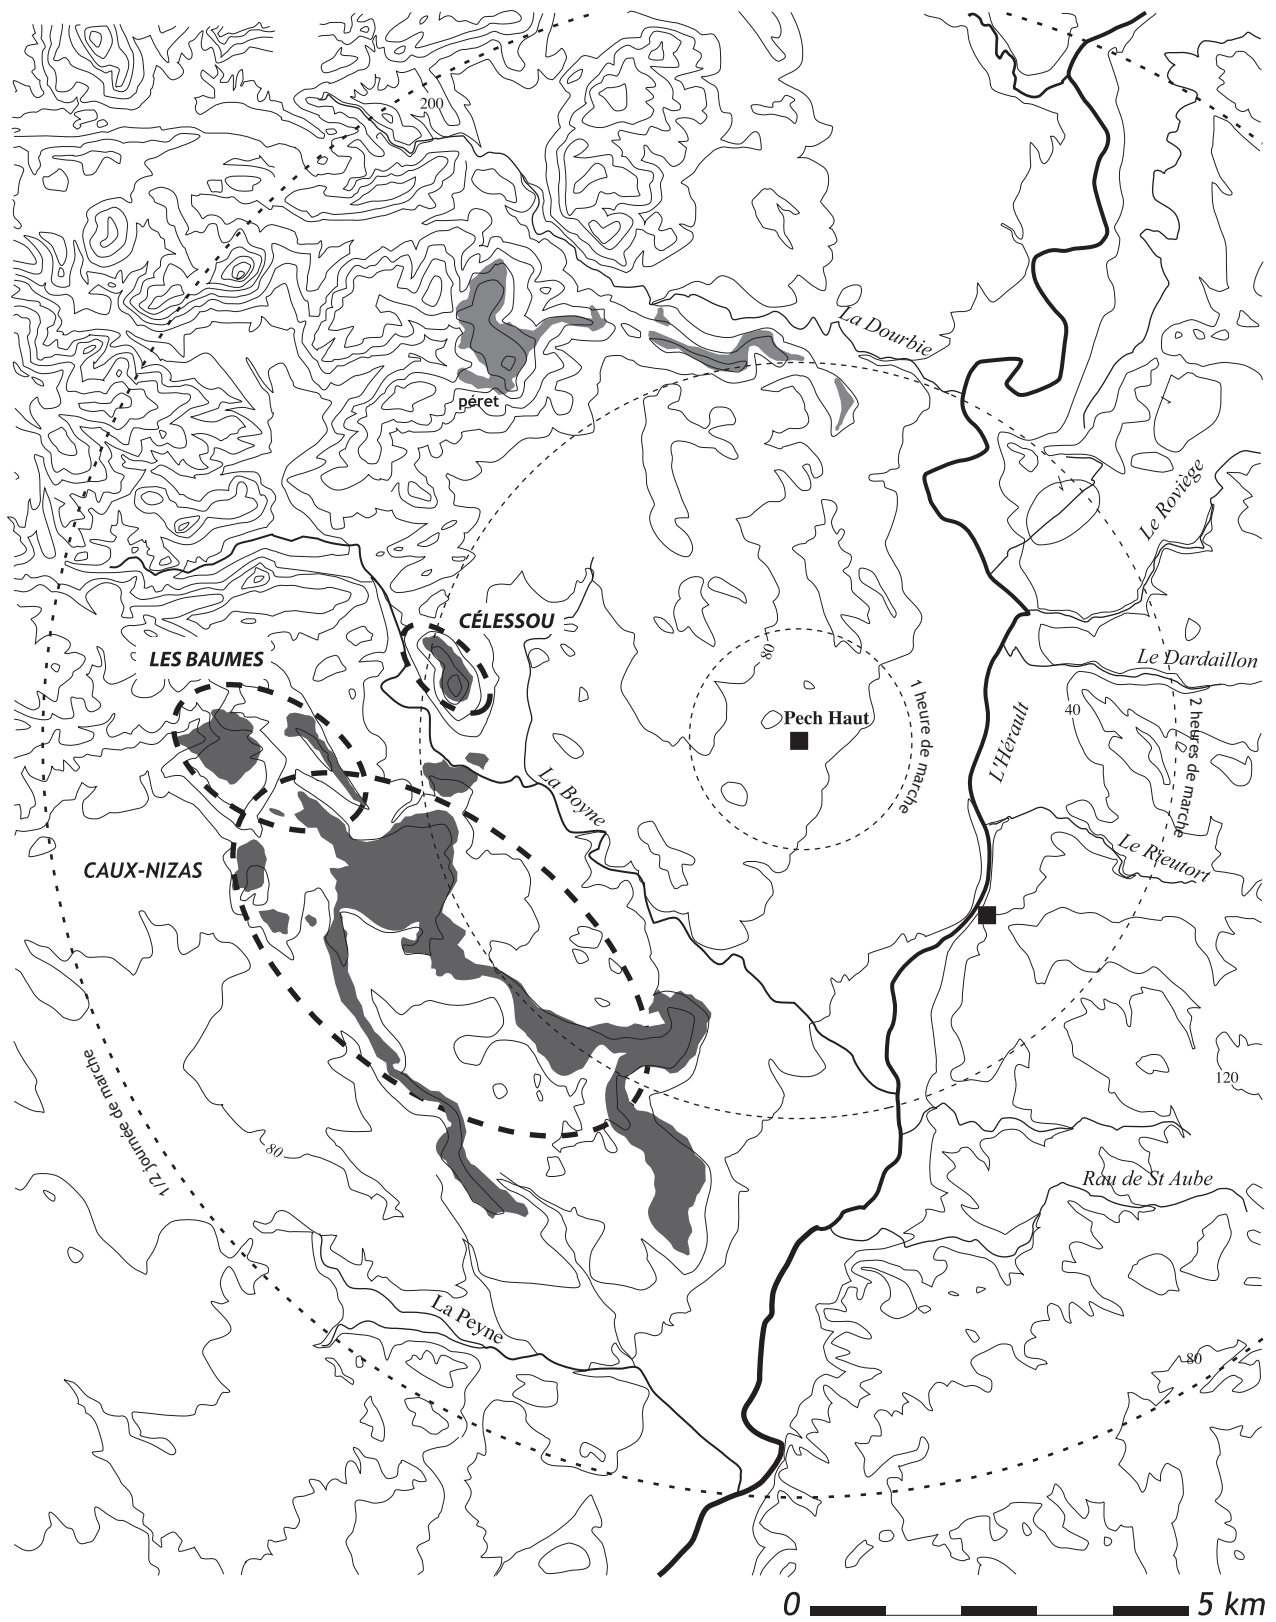 200
La Dourbie
péret
Le Roviège
CÉLESSOU
LES BAUMES
80
Le Dardaillon
1 heure de marche
Pech Haut
40
2 heures de marche
L'Hérault
La Boyne
Le Rieutort
CAUX-NIZAS
1/2 journée de marche
120
80
Rau de St Aube
La Peyne
80
0 5 km